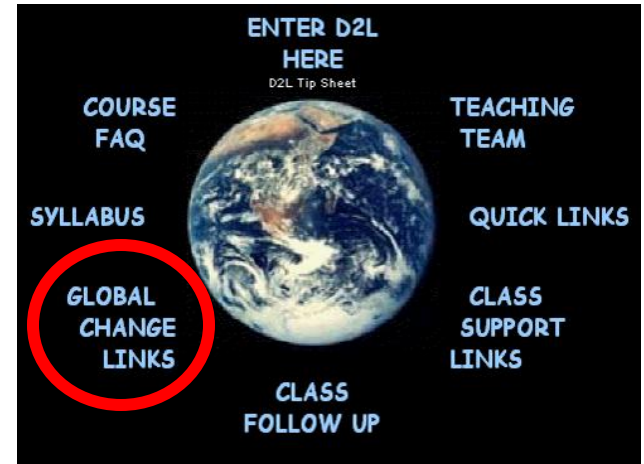 ENTER D2L
HERE
D2L Tip Sheet
COURSE
FAQ
TEACHING
TEAM
SYLLABUS
QUICK LINKS
GLOBAL
CHANGE
LINKS
CLASS
SUPPORT
LINKS
CLASS
FOLLOW UP